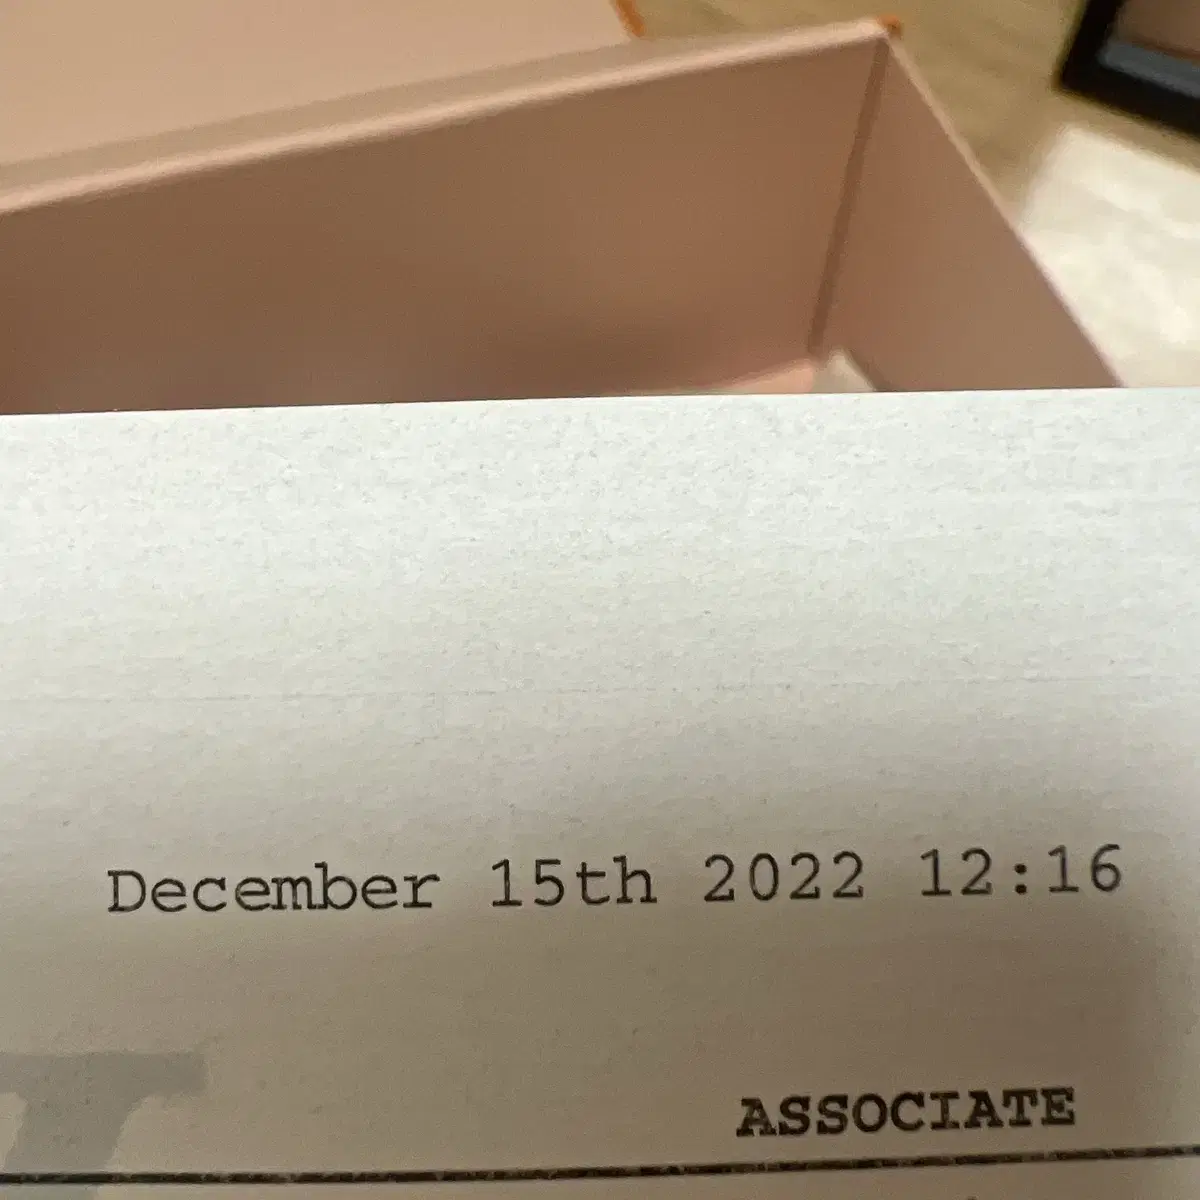 December 15th 2022 12:16
ASSOCIATE